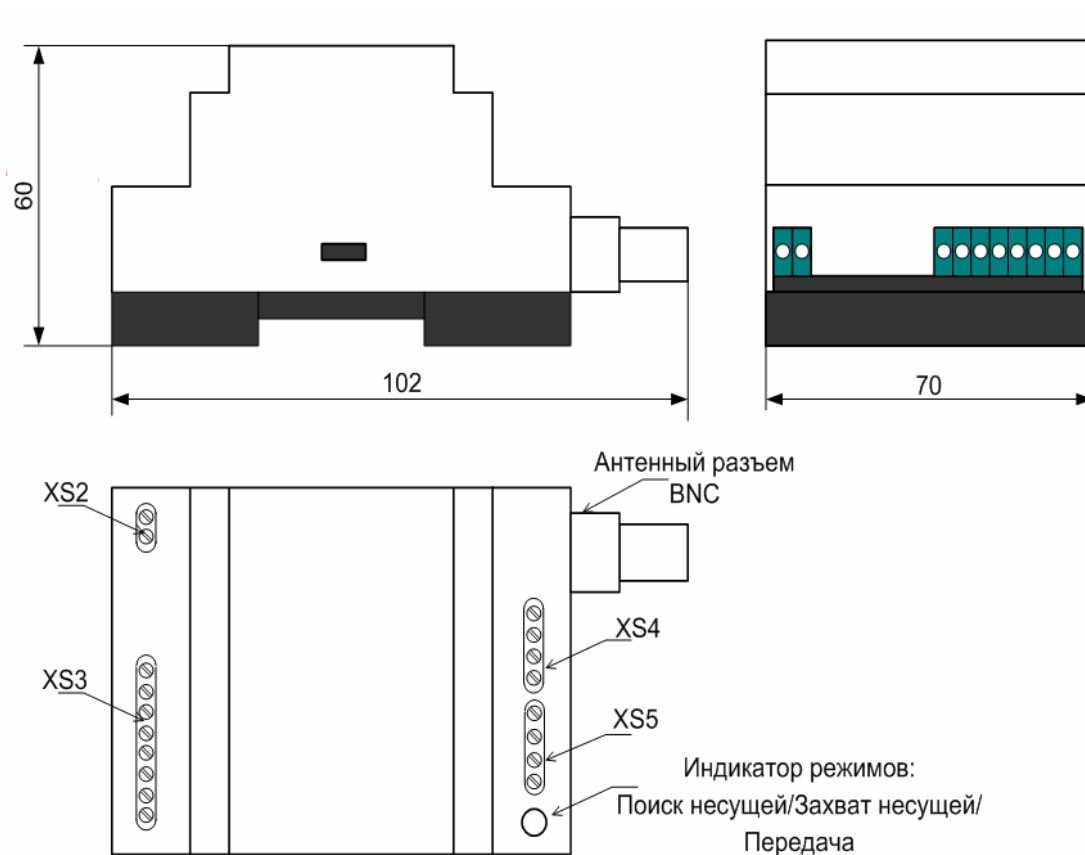 60
102
70
Антенный разъем
BNC
XS2
XS4
XS3
XS5
Индикатор режимов:
Поиск несущей/Захват несущей/
Передача